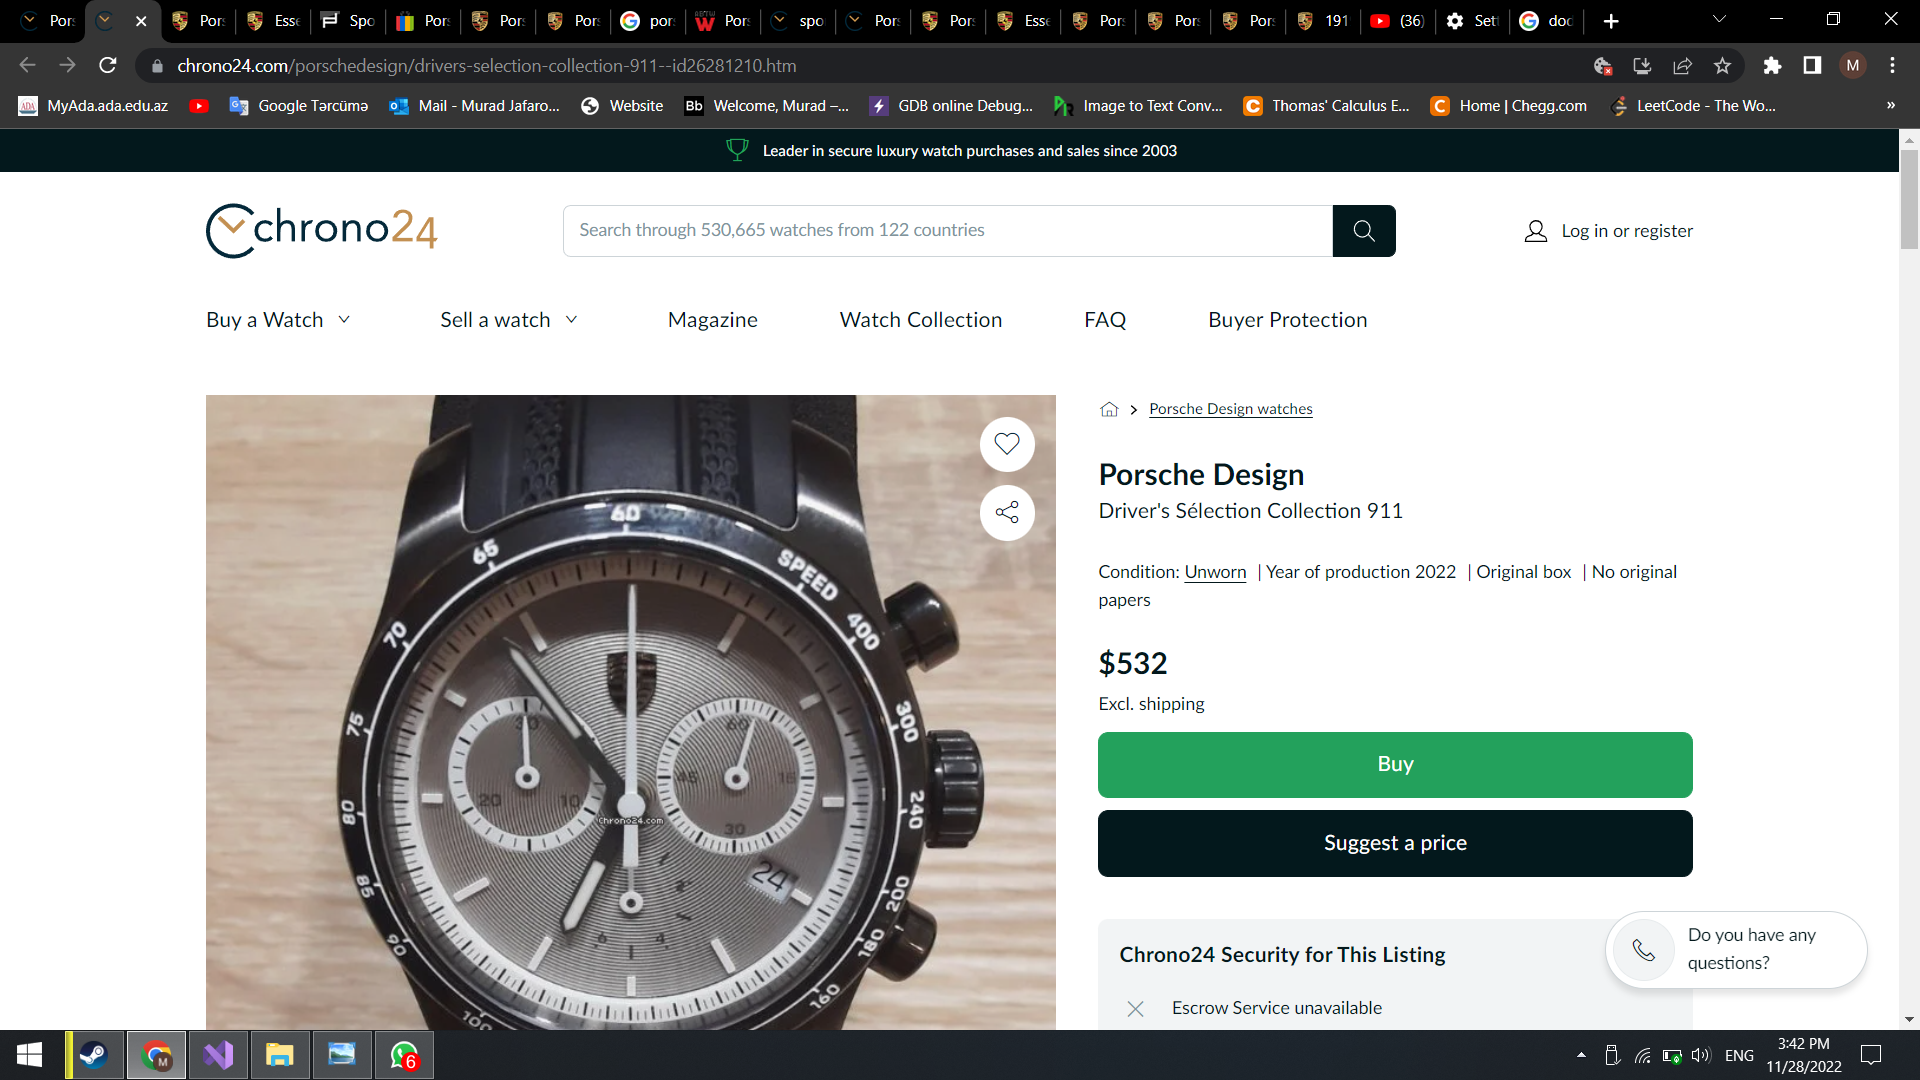 Pors
Pors
Esse
Spo
Pors
Pors
Pors
pors
Pors
spo
Pors
Pors
Esse
Pors
Pors
Pors
191
(36)
Sett
doc
chrono24.com/porschedesign/drivers-selection-collection-911--id26281210.htm
M
MyAda.ada.edu.az
Google Tərcümə
Mail - Murad Jafaro...
Website
Bb Welcome, Murad –...
GDB online Debug...
Image to Text Conv...
Thomas' Calculus E...
Home | Chegg.com
LeetCode - The Wo...
»
Leader in secure luxury watch purchases and sales since 2003
chrono24
Search through 530,665 watches from 122 countries
Log in or register
Buy a Watch
Sell a watch
Magazine
Watch Collection
FAQ
Buyer Protection
60
65
SPEED
400
70
300
75
30
60
45
15
20
10
80
240
Chrono24.com
30
24
85
200
2
6
4
90
180
160
100
Porsche Design watches
Porsche Design
Driver's Sélection Collection 911
Condition: Unworn | Year of production 2022 | Original box | No original
papers
$532
Excl. shipping
Buy
Suggest a price
Chrono24 Security for This Listing
Escrow Service unavailable
Do you have any
questions?
M
6
ENG
3:42 PM
11/28/2022